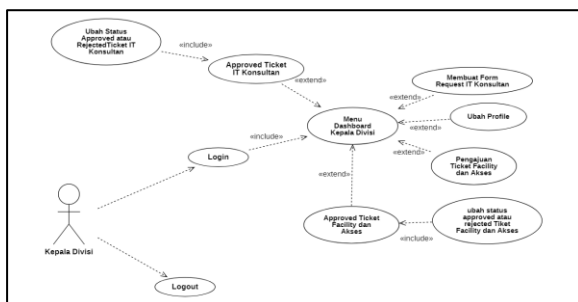 Ubah Status
Approved atau
RejectedTicket IT
Konsultan
«include»
Approved Ticket
IT Konsultan
«extend»
Membuat Form
Request IT Konsultan
«extend»
Menu
Dashboard
Kepala Divisi
Ubah Profile
«extend»
«include»
Login
«extend»
Pengajuan
Ticket Facility
dan Akses
«extend»
Approved Ticket
Facility dan
Akses
ubah status
approved atau
rejected Tiket
Facility dan Akses
«include»
Kepala Divisi
Logout